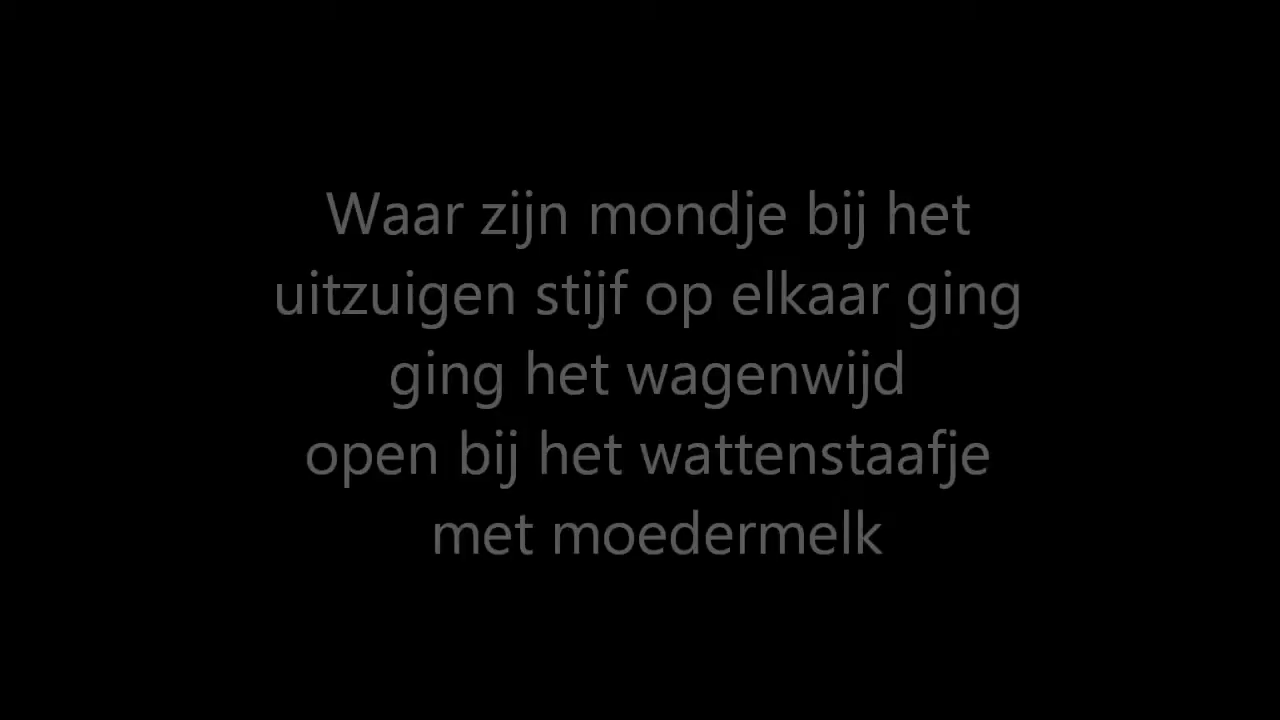 Waar zijn mondje bij het
uitzuigen stijf op elkaar ging
ging het wagenwijd
open bij het wattenstaafje
met moedermelk